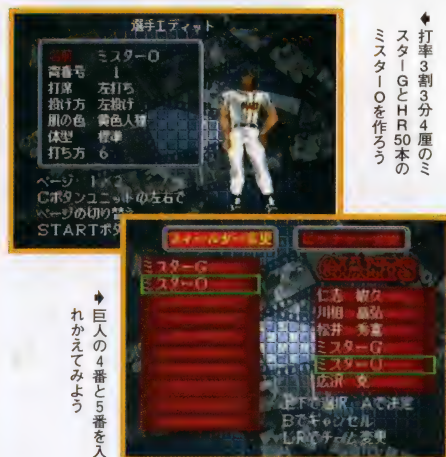 選手エディット
名前 ミスターO
背番号 1
打席 左打ち
投げ方 左投げ
肌の色 黄色人種
体型 標準
打ち方 6
ページ 1
Cボタンユニットの左右で
ページの切り替え
STARTボタ
打率3割3分4厘のミ
スターGとHR50本の
ミスターOを作ろう
フィールダー変更
ミスターG
ミスターO
仁志 敏久
川相 昌弘
松井 秀喜
ミスターG
ミスターO
広沢 克
上下で選択、Aで決定
Bでキャンセル
LRでチーム変更
巨人の4番と5番を入
れかえてみよう